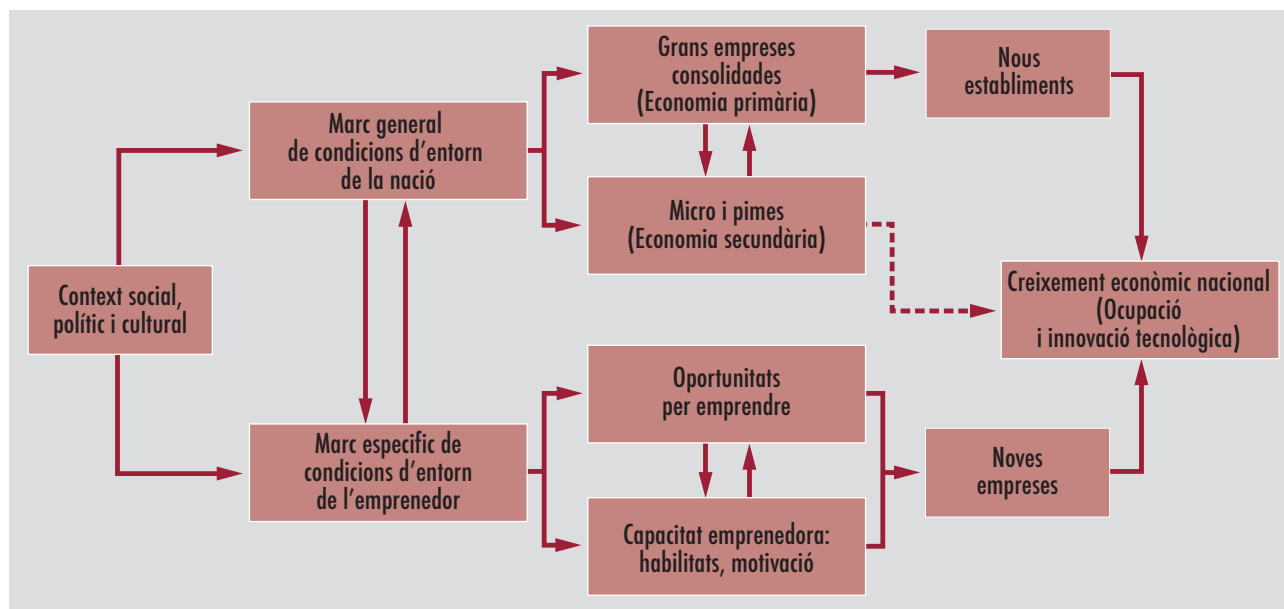 Context social,
polític i cultural
Marc general
de condicions d'entorn
de la nació
Marc específic de
condicions d'entorn
de l'emprenedor
Grans empreses
consolidades
(Economia primària)
Micro i pimes
(Economia secundària)
Oportunitats
per emprendre
Capacitat emprenedora:
habilitats, motivació
Nous
establiments
Noves
empreses
Creixement econòmic nacional
(Ocupació
i innovació tecnològica)